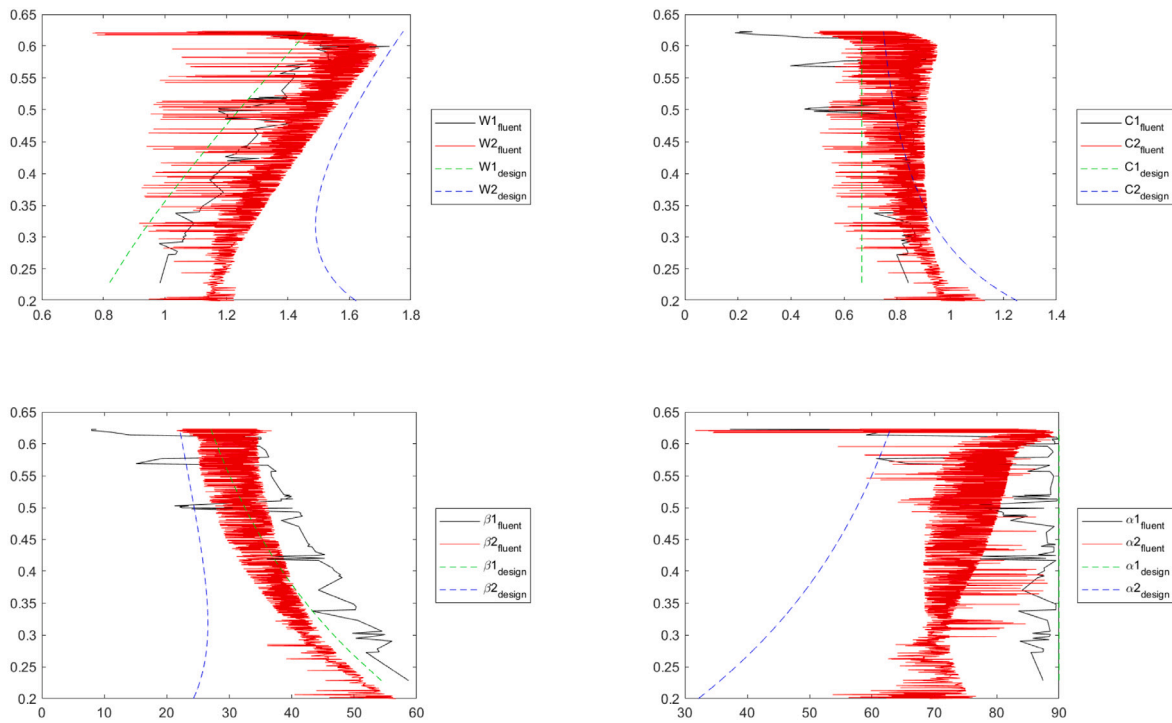 0.65
0.6
0.55
0.5
0.45
0.4
0.35
0.3
0.25
0.2
0.6 0.8 1 1.2 1.4 1.6 1.8
W1fluent
W2fluent
W1design
W2design
0.65
0.6
0.55
0.5
0.45
0.4
0.35
0.3
0.25
0.2
0 0.2 0.4 0.6 0.8 1 1.2 1.4
C1fluent
C2fluent
C1design
C2design
0.65
0.6
0.55
0.5
0.45
0.4
0.35
0.3
0.25
0.2
0 10 20 30 40 50 60
β1fluent
β2fluent
β1design
β2design
0.65
0.6
0.55
0.5
0.45
0.4
0.35
0.3
0.25
0.2
30 40 50 60 70 80 90
α1fluent
α2fluent
α1design
α2design